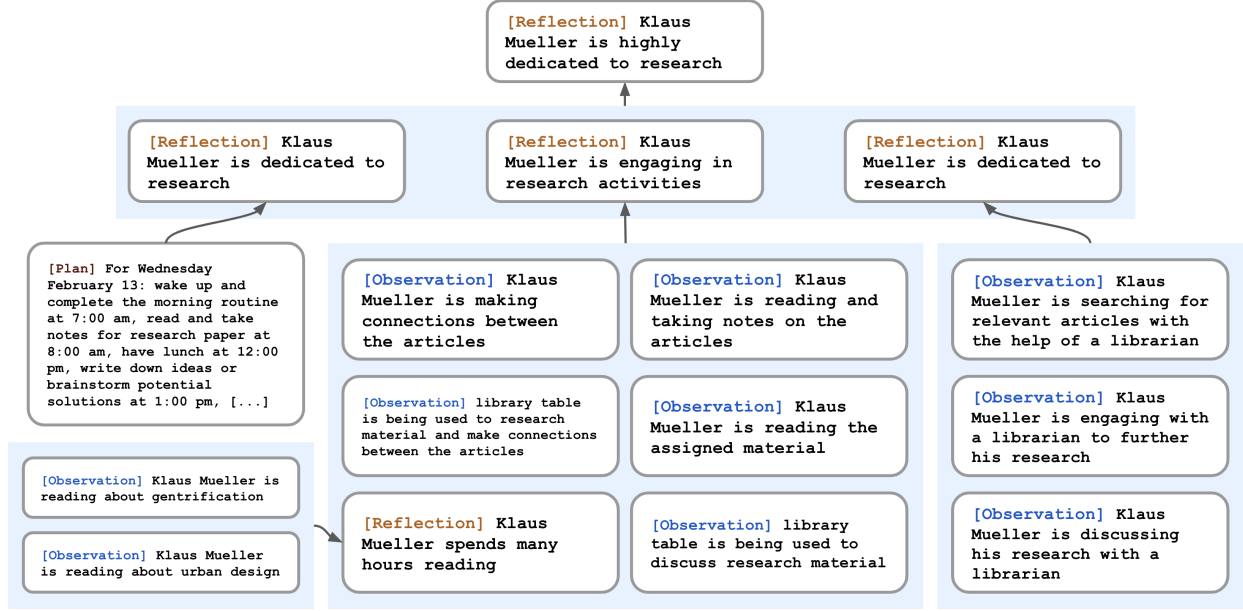 [Reflection] Klaus
Mueller is highly
dedicated to research
[Reflection] Klaus
Mueller is dedicated to
research
[Reflection] Klaus
Mueller is engaging in
research activities
[Reflection] Klaus
Mueller is dedicated to
research
[Plan] For Wednesday
February 13: wake up and
complete the morning routine
at 7:00 am, read and take
notes for research paper at
8:00 am, have lunch at 12:00
pm, write down ideas or
brainstorm potential
solutions at 1:00 pm, [...]
[Observation] Klaus Mueller is
reading about gentrification
[Observation] Klaus Mueller
is reading about urban design
[Observation] Klaus
Mueller is making
connections between
the articles
[Observation] Klaus
Mueller is reading and
taking notes on the
articles
[Observation] library table
is being used to research
material and make connections
between the articles
[Observation] Klaus
Mueller is reading the
assigned material
[Reflection] Klaus
Mueller spends many
hours reading
[Observation] library
table is being used to
discuss research material
[Observation] Klaus
Mueller is searching for
relevant articles with
the help of a librarian
[Observation] Klaus
Mueller is engaging with
a librarian to further
his research
[Observation] Klaus
Mueller is discussing
his research with a
librarian